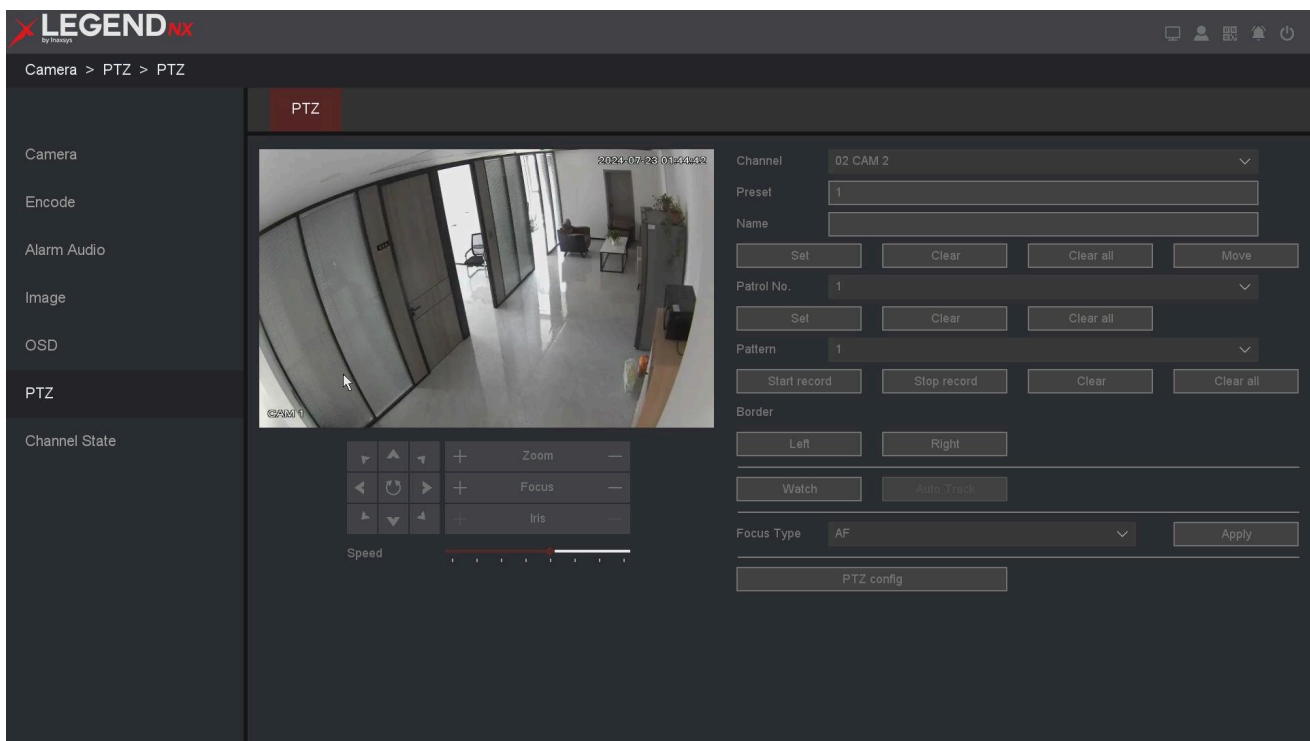 LEGENDNX
by Inaxsys
Camera > PTZ > PTZ
PTZ
Camera
Encode
Alarm Audio
Image
OSD
PTZ
Channel State
2024-07-23 01:44:42
CAM 1
Zoom
Focus
Iris
Speed
Channel 02 CAM 2
Preset 1
Name
Set Clear Clear all Move
Patrol No. 1
Set Clear Clear all
Pattern 1
Start record Stop record Clear Clear all
Border
Left Right
Watch Auto Track
Focus Type AF Apply
PTZ config